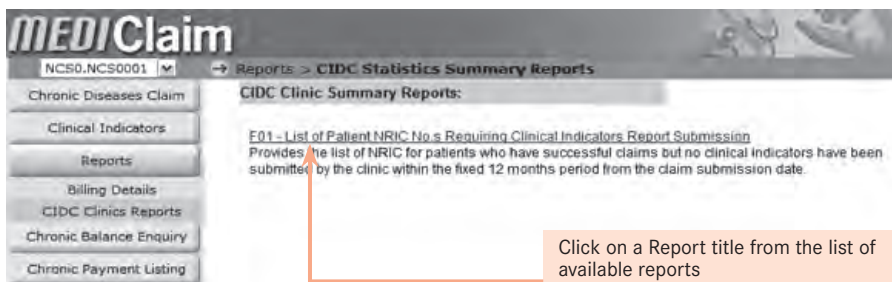 MEDIClaim
NCS0.NCS0001
→ Reports > CIDC Statistics Summary Reports
Chronic Diseases Claim
Clinical Indicators
Reports
Billing Details
CIDC Clinics Reports
Chronic Balance Enquiry
Chronic Payment Listing
CIDC Clinic Summary Reports:
F01 - List of Patient NRIC No.s Requiring Clinical Indicators Report Submission
Provides the list of NRIC for patients who have successful claims but no clinical indicators have been
submitted by the clinic within the fixed 12 months period from the claim submission date.
Click on a Report title from the list of
available reports